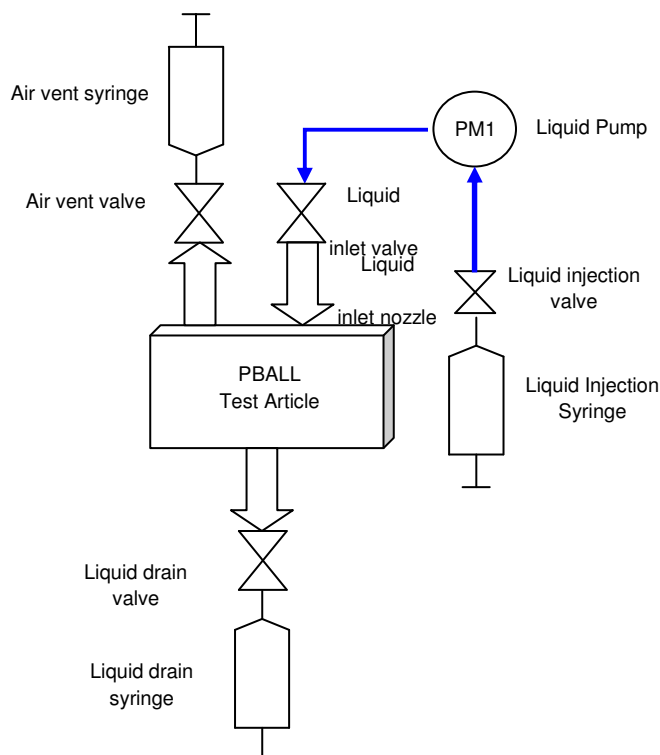 Air vent syringe
PM1
Liquid Pump
Air vent valve
Liquid
inlet valve
Liquid
inlet nozzle
Liquid injection
valve
PBALL
Test Article
Liquid Injection
Syringe
Liquid drain
valve
Liquid drain
syringe